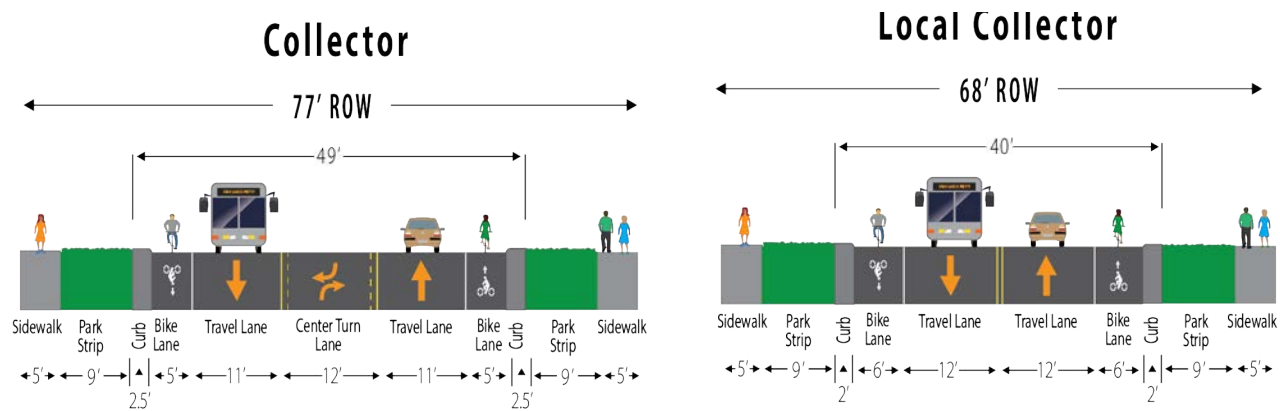 Collector
77' ROW
49'
Sidewalk Park Strip Curb Bike Lane Travel Lane Center Turn Lane Travel Lane Bike Lane Curb Park Strip Sidewalk
5' 9' 2.5' 5' 11' 12' 11' 5' 2.5' 9' 5'
Local Collector
68' ROW
40'
Sidewalk Park Strip Curb Bike Lane Travel Lane Travel Lane Bike Lane Curb Park Strip Sidewalk
5' 9' 2' 6' 12' 12' 6' 2' 9' 5'